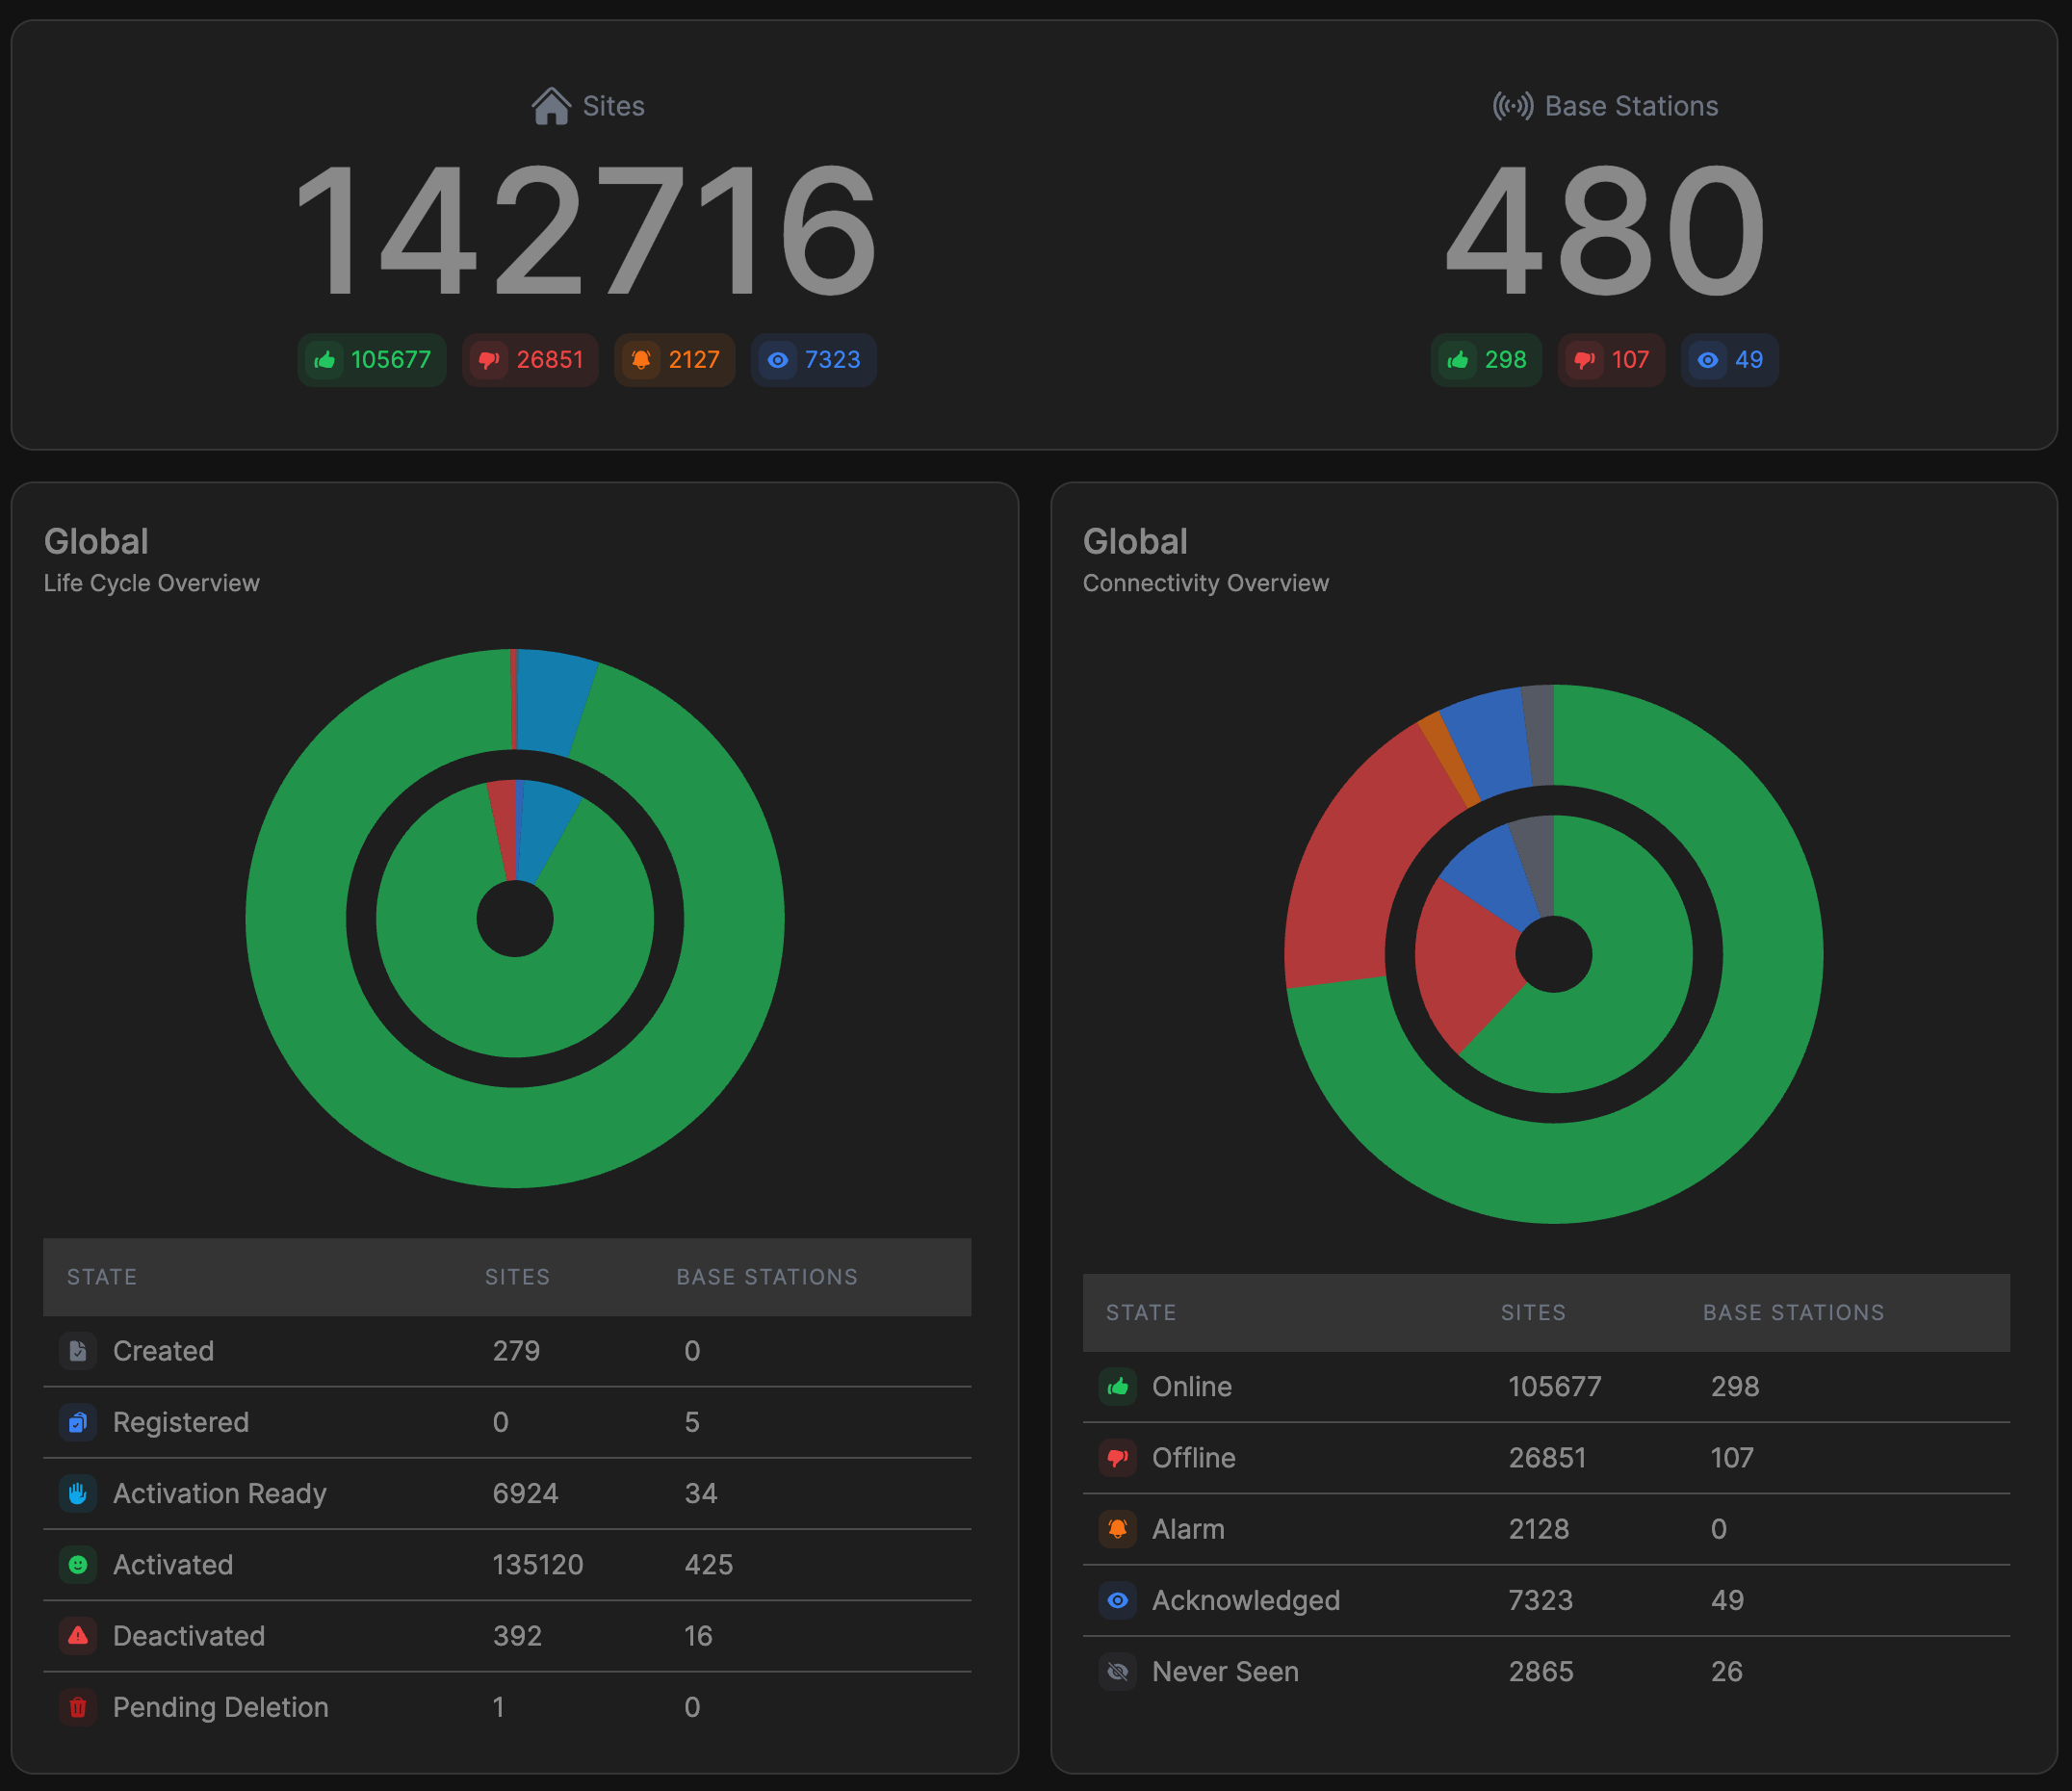 Sites
142716
105677 26851 2127 7323
Base Stations
480
298 107 49
Global
Life Cycle Overview
STATE SITES BASE STATIONS
Created 279 0
Registered 0 5
Activation Ready 6924 34
Activated 135120 425
Deactivated 392 16
Pending Deletion 1 0
Global
Connectivity Overview
STATE SITES BASE STATIONS
Online 105677 298
Offline 26851 107
Alarm 2128 0
Acknowledged 7323 49
Never Seen 2865 26